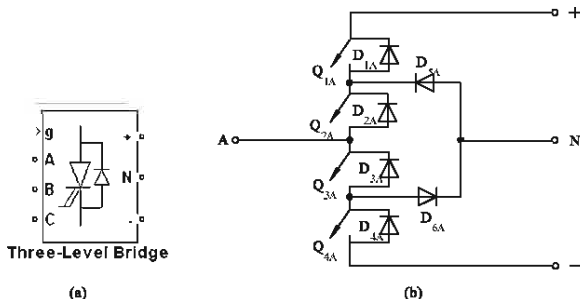 g
A
B
C
+
N
-
Three-Level Bridge
(a)
+
Q1A
D1A
D5A
Q2A
D2A
A
N
Q3A
D3A
D6A
Q4A
D4A
−
(b)